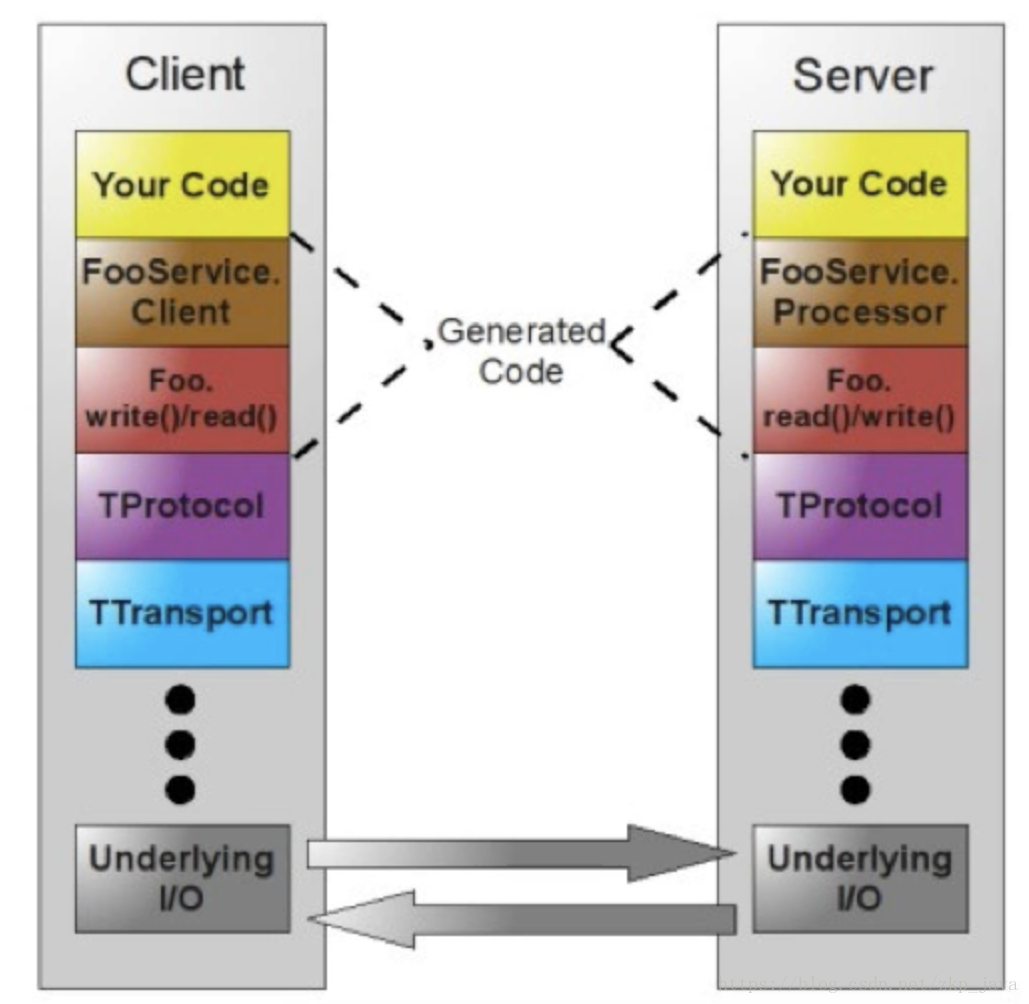 Client
Your Code
FooService.
Client
Foo.
write()/read()
TProtocol
TTransport
Underlying
I/O
Generated
Code
Server
Your Code
FooService.
Processor
Foo.
read()/write()
TProtocol
TTransport
Underlying
I/O